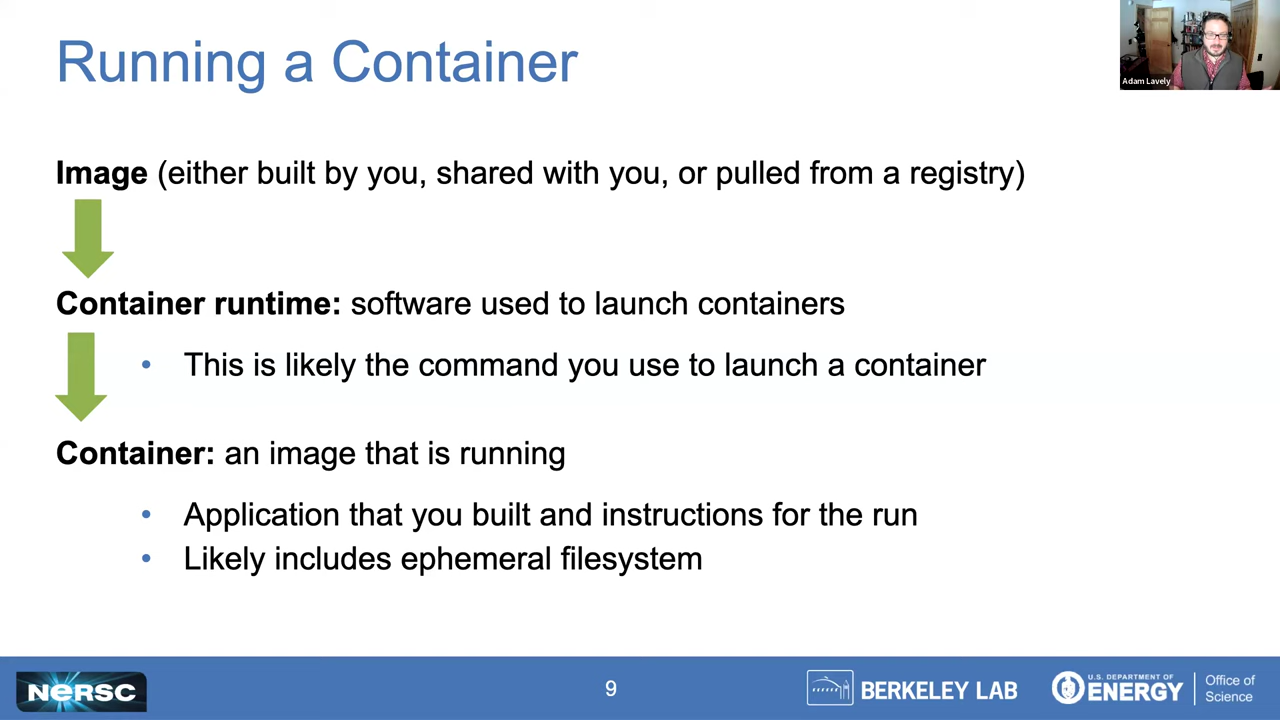 Running a Container
Adam Lavely
Image (either built by you, shared with you, or pulled from a registry)
Container runtime: software used to launch containers
• This is likely the command you use to launch a container
Container: an image that is running
• Application that you built and instructions for the run
• Likely includes ephemeral filesystem
NERSC
9
BERKELEY LAB
U.S. DEPARTMENT OF
ENERGY
Office of
Science